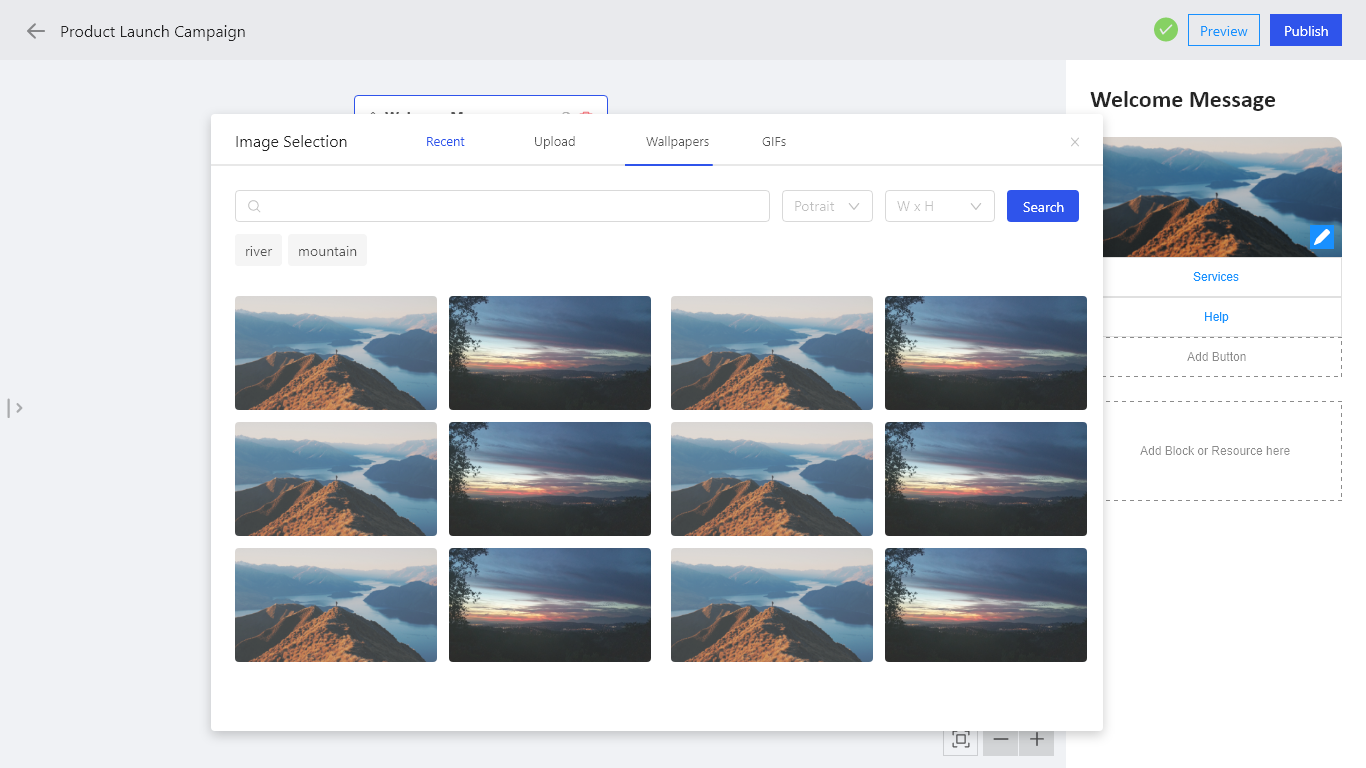 Product Launch Campaign
Preview
Publish
Welcome Message
Image Selection
Recent
Upload
Wallpapers
GIFs
Potrait
W x H
Search
river
mountain
Services
Help
Add Button
Add Block or Resource here